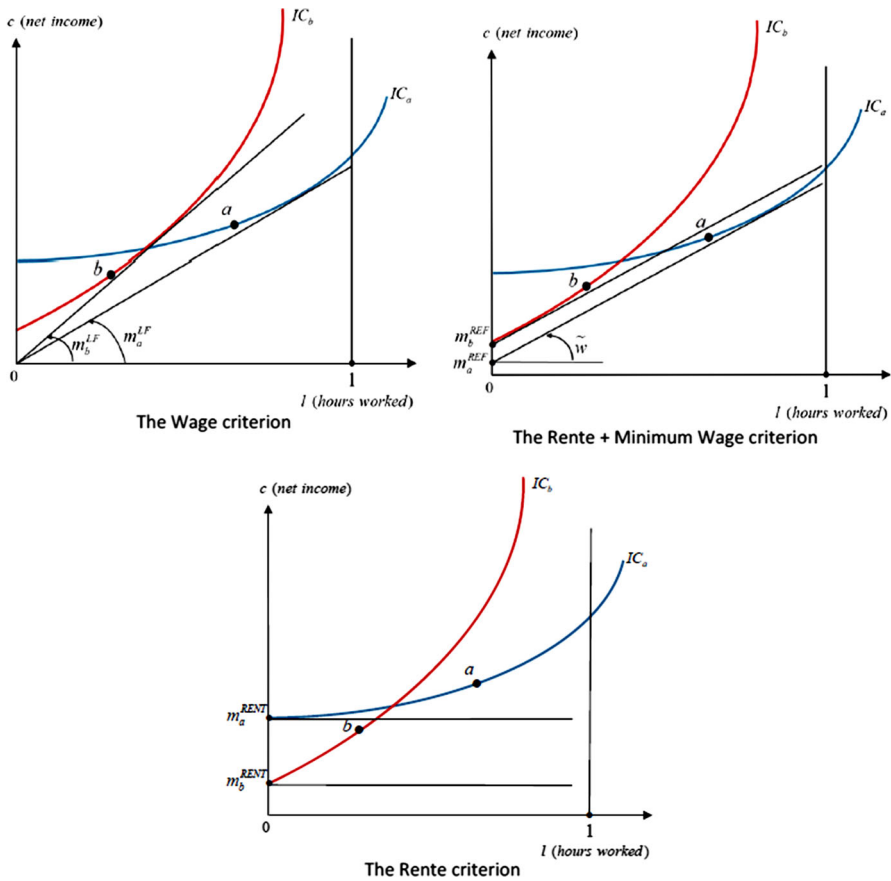 c (net income)
IC_b
IC_a
a
b
m_b^{LF}
m_a^{LF}
0
1
l (hours worked)
The Wage criterion
c (net income)
IC_b
IC_a
a
b
m_b^{REF}
m_a^{REF}
\tilde{w}
0
1
l (hours worked)
The Rente + Minimum Wage criterion
c (net income)
IC_b
IC_a
a
m_a^{RENT}
b
m_b^{RENT}
0
1
l (hours worked)
The Rente criterion